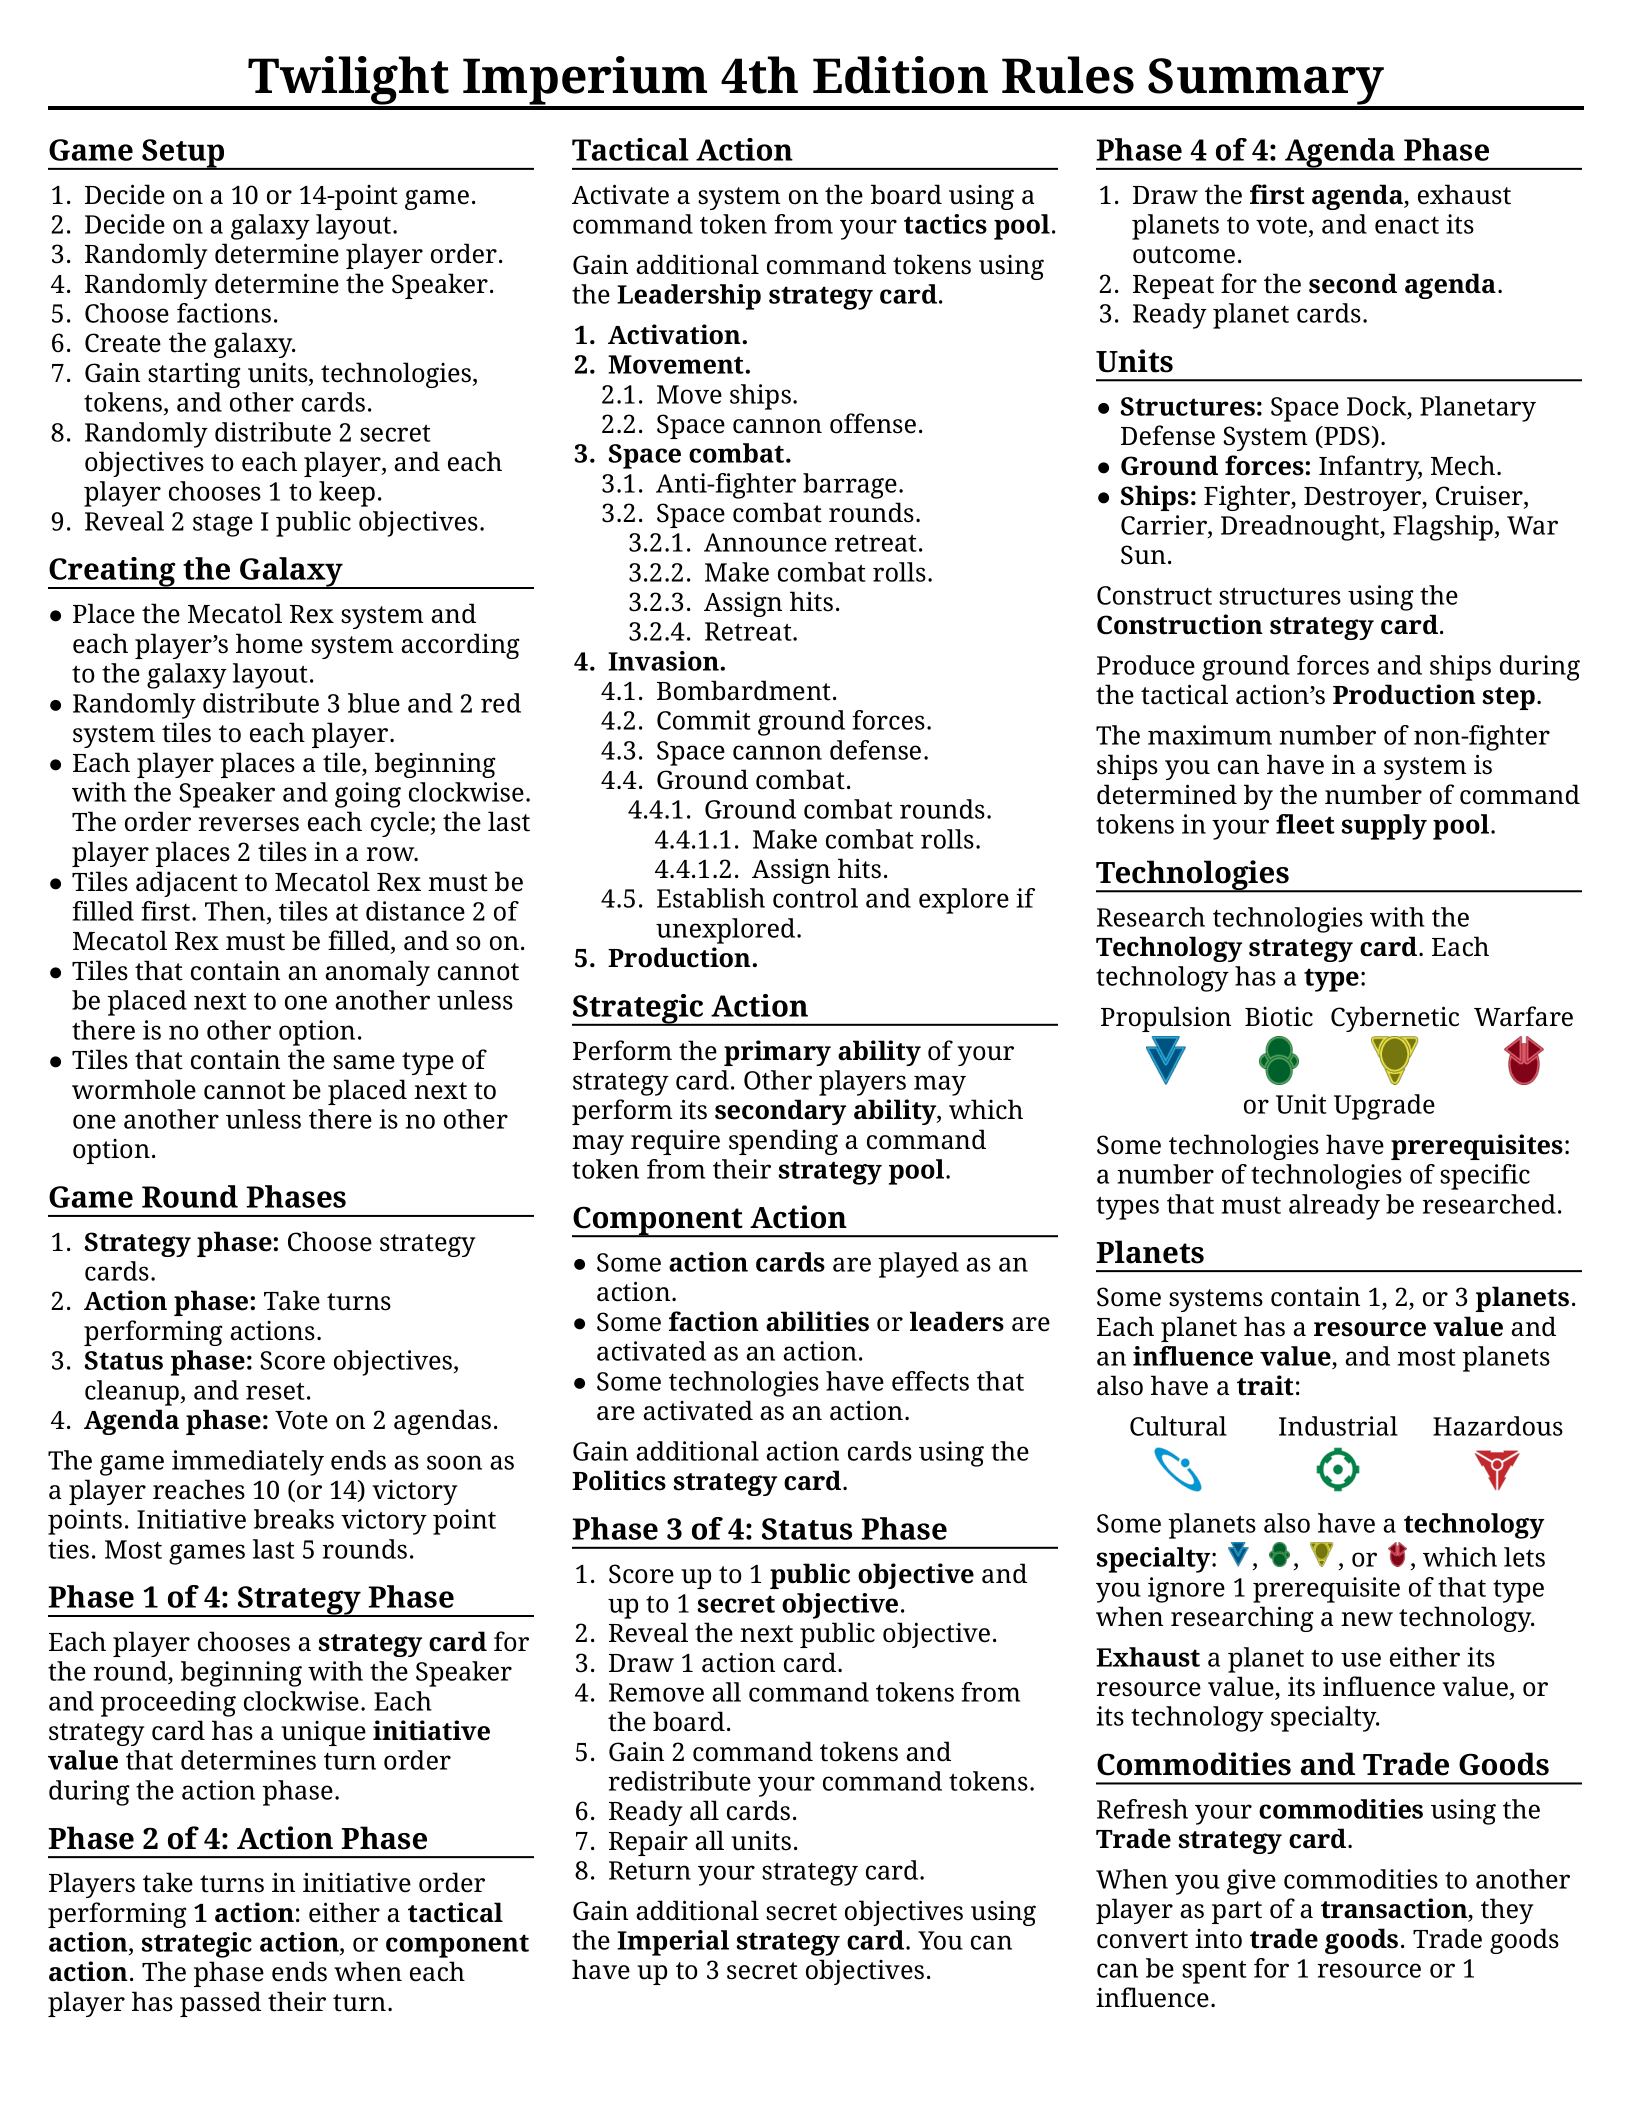 Twilight Imperium 4th Edition Rules Summary
Game Setup
1. Decide on a 10 or 14-point game.
2. Decide on a galaxy layout.
3. Randomly determine player order.
4. Randomly determine the Speaker.
5. Choose factions.
6. Create the galaxy.
7. Gain starting units, technologies,
tokens, and other cards.
8. Randomly distribute 2 secret
objectives to each player, and each
player chooses 1 to keep.
9. Reveal 2 stage I public objectives.
Creating the Galaxy
● Place the Mecatol Rex system and
each player’s home system according
to the galaxy layout.
● Randomly distribute 3 blue and 2 red
system tiles to each player.
● Each player places a tile, beginning
with the Speaker and going clockwise.
The order reverses each cycle; the last
player places 2 tiles in a row.
● Tiles adjacent to Mecatol Rex must be
filled first. Then, tiles at distance 2 of
Mecatol Rex must be filled, and so on.
● Tiles that contain an anomaly cannot
be placed next to one another unless
there is no other option.
● Tiles that contain the same type of
wormhole cannot be placed next to
one another unless there is no other
option.
Game Round Phases
1. Strategy phase: Choose strategy
cards.
2. Action phase: Take turns
performing actions.
3. Status phase: Score objectives,
cleanup, and reset.
4. Agenda phase: Vote on 2 agendas.
The game immediately ends as soon as
a player reaches 10 (or 14) victory
points. Initiative breaks victory point
ties. Most games last 5 rounds.
Phase 1 of 4: Strategy Phase
Each player chooses a strategy card for
the round, beginning with the Speaker
and proceeding clockwise. Each
strategy card has a unique initiative
value that determines turn order
during the action phase.
Phase 2 of 4: Action Phase
Players take turns in initiative order
performing 1 action: either a tactical
action, strategic action, or component
action. The phase ends when each
player has passed their turn.
Tactical Action
Activate a system on the board using a
command token from your tactics pool.
Gain additional command tokens using
the Leadership strategy card.
1. Activation.
2. Movement.
2.1. Move ships.
2.2. Space cannon offense.
3. Space combat.
3.1. Anti-fighter barrage.
3.2. Space combat rounds.
3.2.1. Announce retreat.
3.2.2. Make combat rolls.
3.2.3. Assign hits.
3.2.4. Retreat.
4. Invasion.
4.1. Bombardment.
4.2. Commit ground forces.
4.3. Space cannon defense.
4.4. Ground combat.
4.4.1. Ground combat rounds.
4.4.1.1. Make combat rolls.
4.4.1.2. Assign hits.
4.5. Establish control and explore if
unexplored.
5. Production.
Strategic Action
Perform the primary ability of your
strategy card. Other players may
perform its secondary ability, which
may require spending a command
token from their strategy pool.
Component Action
● Some action cards are played as an
action.
● Some faction abilities or leaders are
activated as an action.
● Some technologies have effects that
are activated as an action.
Gain additional action cards using the
Politics strategy card.
Phase 3 of 4: Status Phase
1. Score up to 1 public objective and
up to 1 secret objective.
2. Reveal the next public objective.
3. Draw 1 action card.
4. Remove all command tokens from
the board.
5. Gain 2 command tokens and
redistribute your command tokens.
6. Ready all cards.
7. Repair all units.
8. Return your strategy card.
Gain additional secret objectives using
the Imperial strategy card. You can
have up to 3 secret objectives.
Phase 4 of 4: Agenda Phase
1. Draw the first agenda, exhaust
planets to vote, and enact its
outcome.
2. Repeat for the second agenda.
3. Ready planet cards.
Units
● Structures: Space Dock, Planetary
Defense System (PDS).
● Ground forces: Infantry, Mech.
● Ships: Fighter, Destroyer, Cruiser,
Carrier, Dreadnought, Flagship, War
Sun.
Construct structures using the
Construction strategy card.
Produce ground forces and ships during
the tactical action’s Production step.
The maximum number of non-fighter
ships you can have in a system is
determined by the number of command
tokens in your fleet supply pool.
Technologies
Research technologies with the
Technology strategy card. Each
technology has a type:
Propulsion Biotic Cybernetic Warfare
or Unit Upgrade
Some technologies have prerequisites:
a number of technologies of specific
types that must already be researched.
Planets
Some systems contain 1, 2, or 3 planets.
Each planet has a resource value and
an influence value, and most planets
also have a trait:
Cultural Industrial Hazardous
Some planets also have a technology
specialty: , , , or , which lets
you ignore 1 prerequisite of that type
when researching a new technology.
Exhaust a planet to use either its
resource value, its influence value, or
its technology specialty.
Commodities and Trade Goods
Refresh your commodities using the
Trade strategy card.
When you give commodities to another
player as part of a transaction, they
convert into trade goods. Trade goods
can be spent for 1 resource or 1
influence.